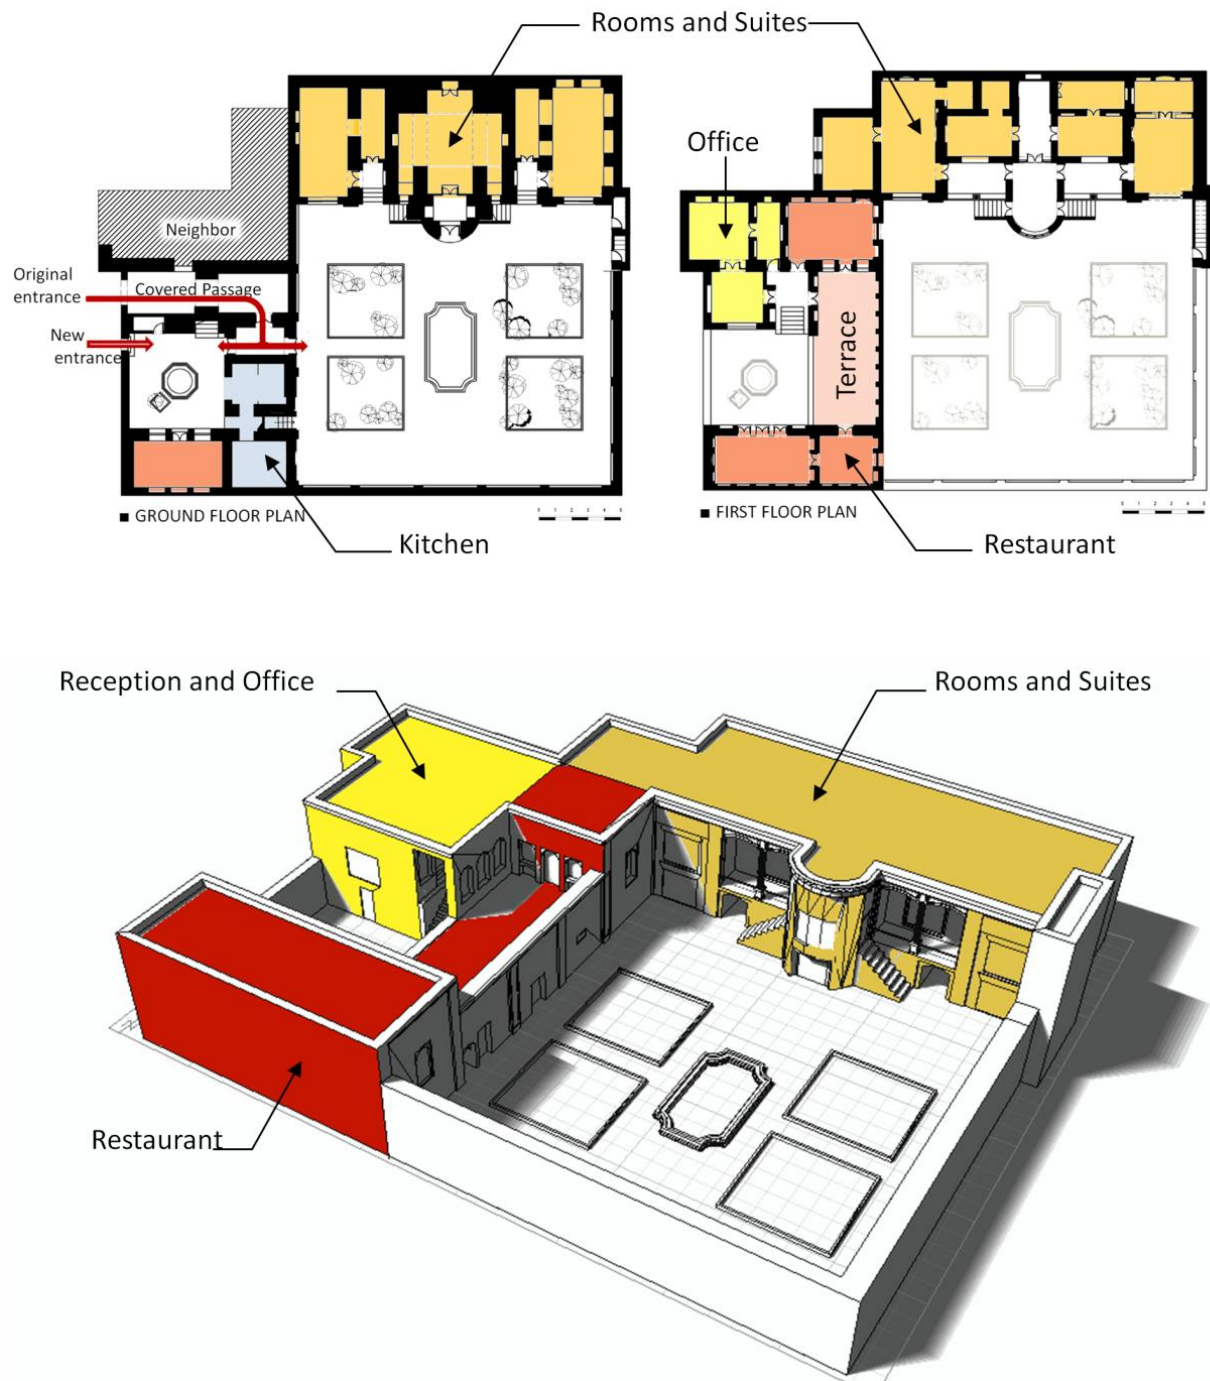 Rooms and Suites
Office
Neighbor
Original
entrance
Covered Passage
New
entrance
Terrace
■ GROUND FLOOR PLAN
■ FIRST FLOOR PLAN
Kitchen
Restaurant
Reception and Office
Rooms and Suites
Restaurant